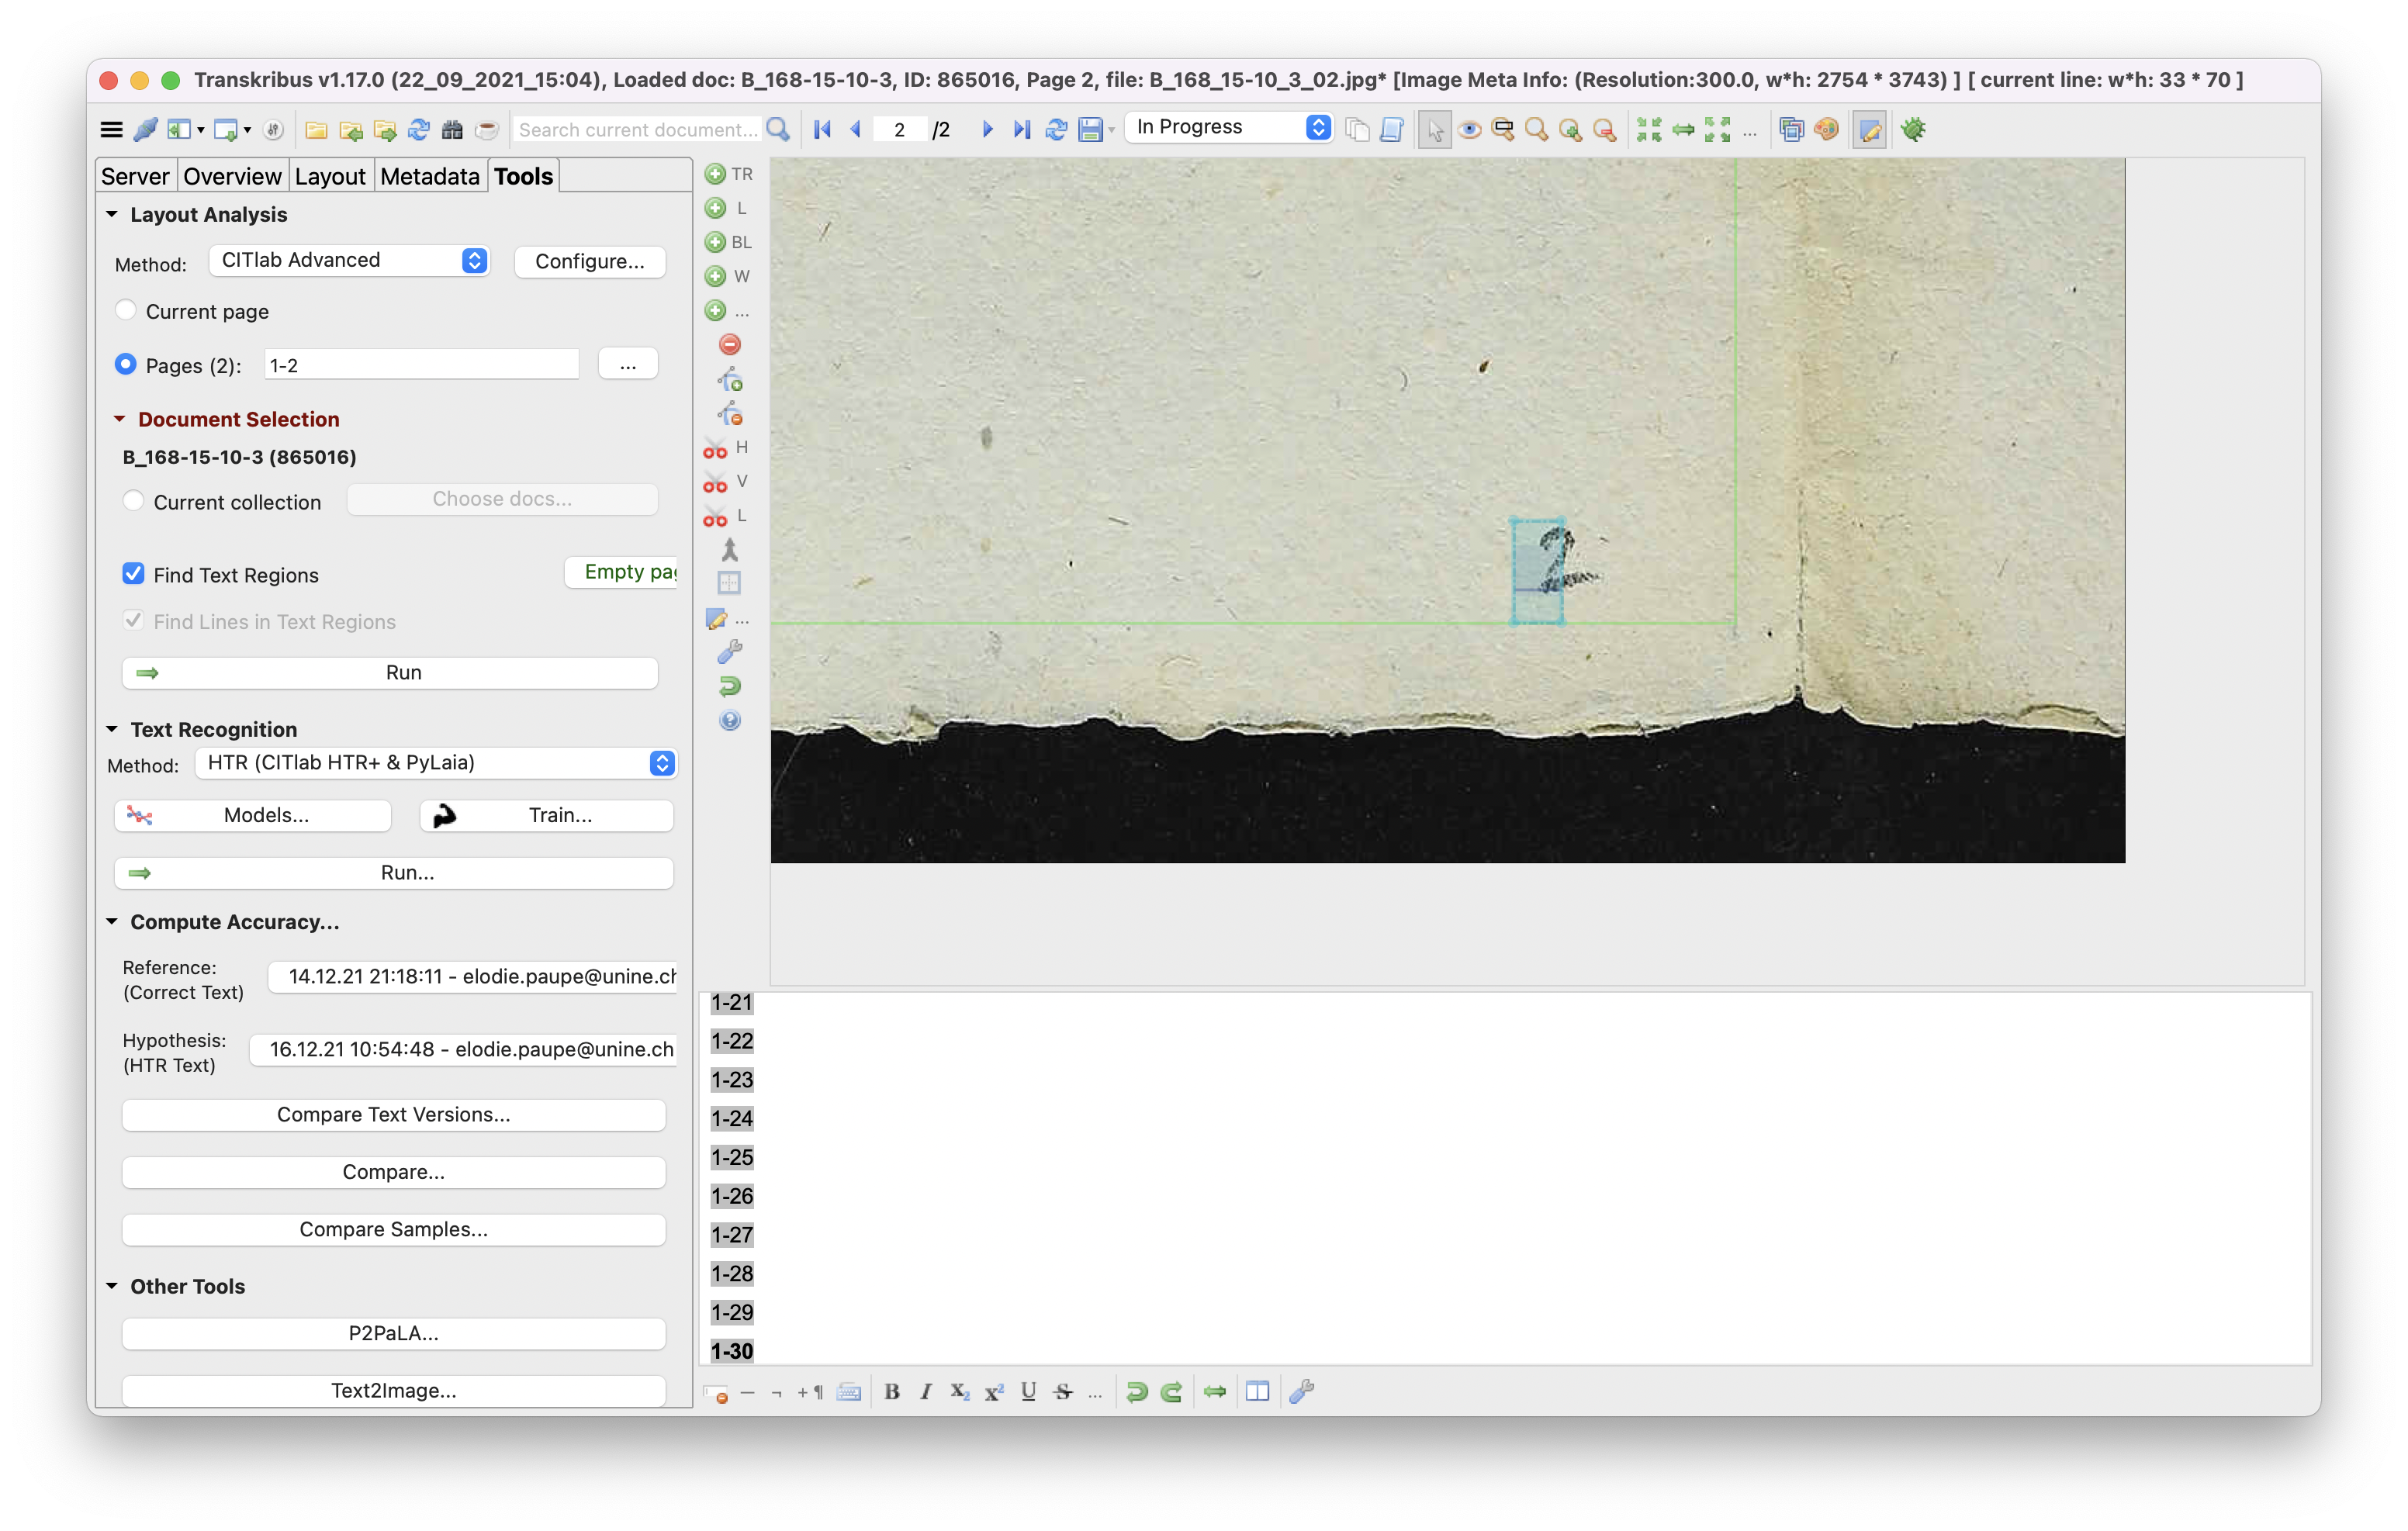 Transkribus v1.17.0 (22_09_2021_15:04), Loaded doc: B_168-15-10-3, ID: 865016, Page 2, file: B_168_15-10_3_02.jpg* [Image Meta Info: (Resolution:300.0, w*h: 2754 * 3743) ] [ current line: w*h: 33 * 70 ]
Search current document...
2 /2
In Progress
...
Server Overview Layout Metadata Tools
Layout Analysis
Method: CITlab Advanced Configure...
Current page
Pages (2): 1-2 ...
Document Selection
B_168-15-10-3 (865016)
Current collection Choose docs...
Find Text Regions Empty pa
Find Lines in Text Regions
Run
Text Recognition
Method: HTR (CITlab HTR+ & PyLaia)
Models... Train...
Run...
Compute Accuracy...
Reference:
(Correct Text)
14.12.21 21:18:11 - elodie.paupe@unine.ch
Hypothesis:
(HTR Text)
16.12.21 10:54:48 - elodie.paupe@unine.ch
Compare Text Versions...
Compare...
Compare Samples...
Other Tools
P2PaLA...
Text2Image...
TR
L
BL
W
...
H
V
L
...
2
1-21
1-22
1-23
1-24
1-25
1-26
1-27
1-28
1-29
1-30
— ¬ +¶ B I X2 X2 U S ...